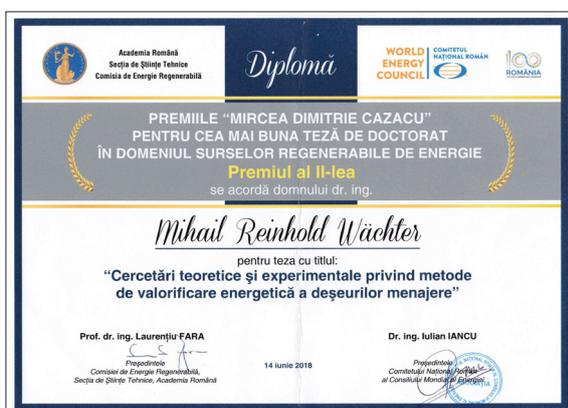 Academia Română
Secția de Științe Tehnice
Comisia de Energie Regenerabilă
Diplomă
WORLD
ENERGY
COUNCIL
COMITETUL
NAȚIONAL ROMÂN
100
ROMÂNIA
PREMIILE “MIRCEA DIMITRIE CAZACU”
PENTRU CEA MAI BUNA TEZĂ DE DOCTORAT
ÎN DOMENIUL SURSELOR REGENERABILE DE ENERGIE
Premiul al II-lea
se acordă domnului dr. ing.
Mihail Reinhold Wächter
pentru teza cu titlul:
“Cercetări teoretice și experimentale privind metode
de valorificare energetică a deșeurilor menajere”
Prof. dr. ing. Laurențiu FARA
Președintele
Comisiei de Energie Regenerabilă,
Secția de Științe Tehnice, Academia Română
14 iunie 2018
Dr. ing. Iulian IANCU
Președintele
Comitetului Național Român
al Consiliului Mondial al Energiei